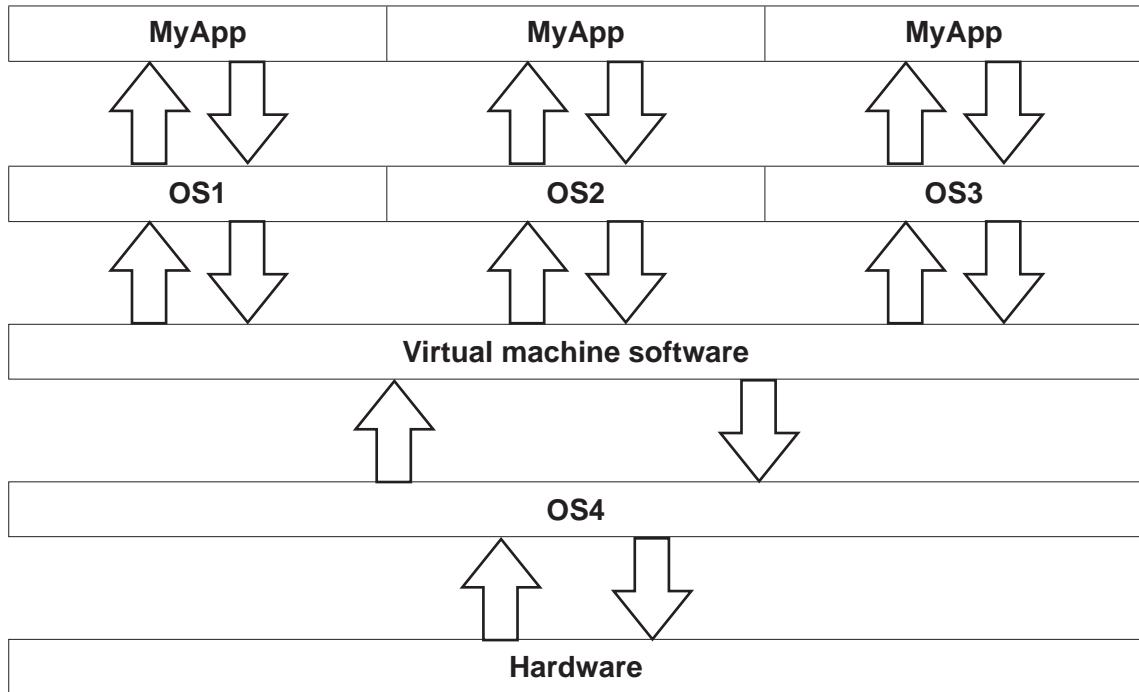 MyApp MyApp MyApp
OS1 OS2 OS3
Virtual machine software
OS4
Hardware